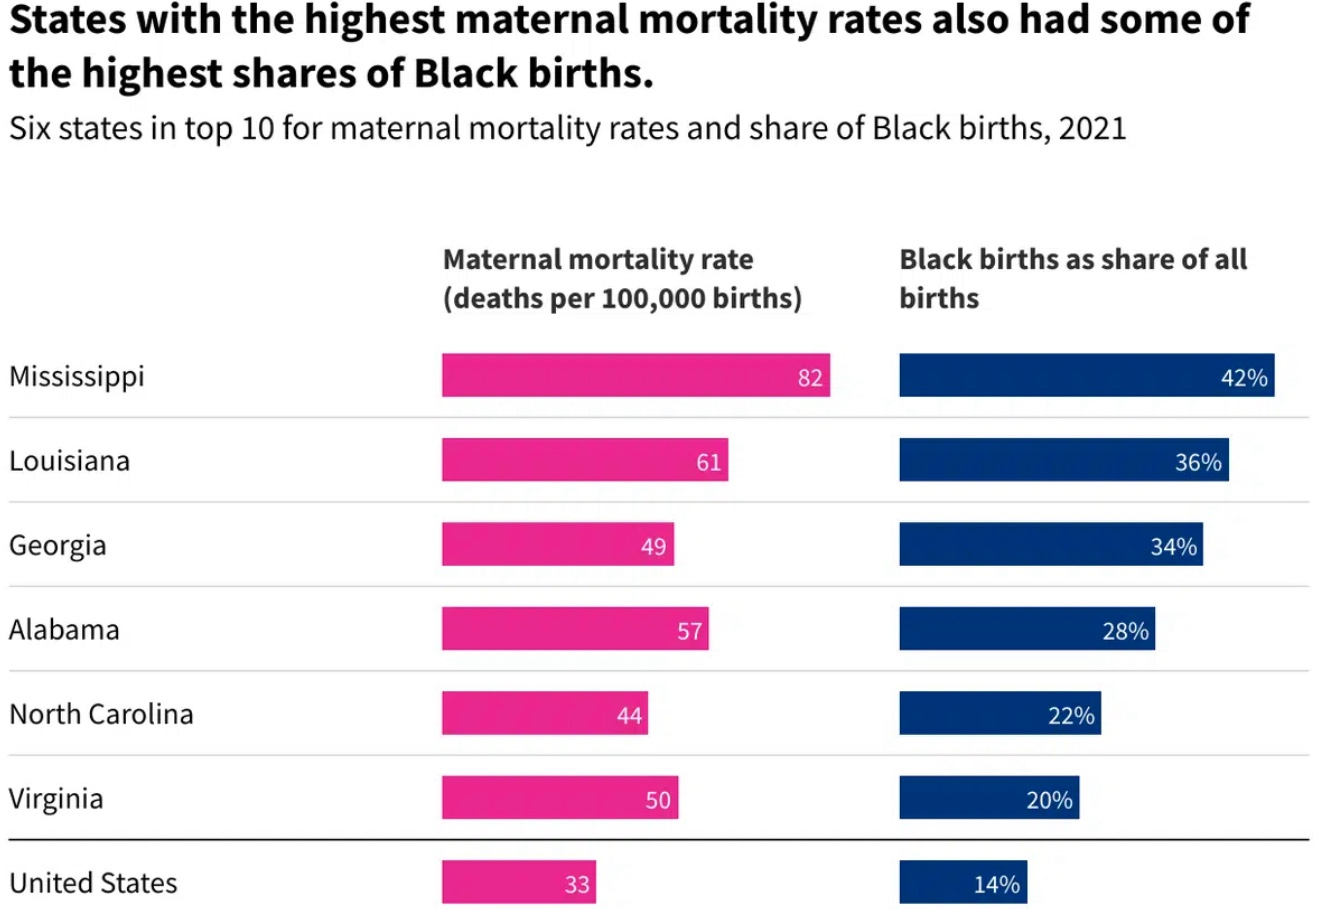 States with the highest maternal mortality rates also had some of
the highest shares of Black births.
Six states in top 10 for maternal mortality rates and share of Black births, 2021
Maternal mortality rate
(deaths per 100,000 births)
Black births as share of all
births
Mississippi 82 42%
Louisiana 61 36%
Georgia 49 34%
Alabama 57 28%
North Carolina 44 22%
Virginia 50 20%
United States 33 14%